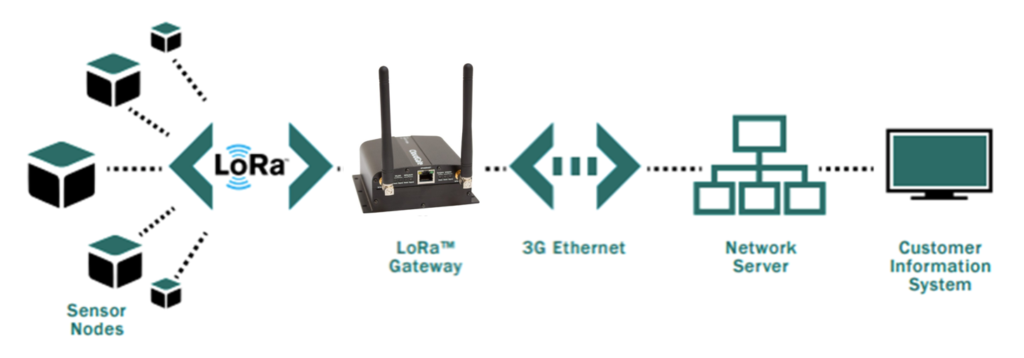 LoRa™
LoRa™
Gateway
3G Ethernet
Network
Server
Customer
Information
System
Sensor
Nodes